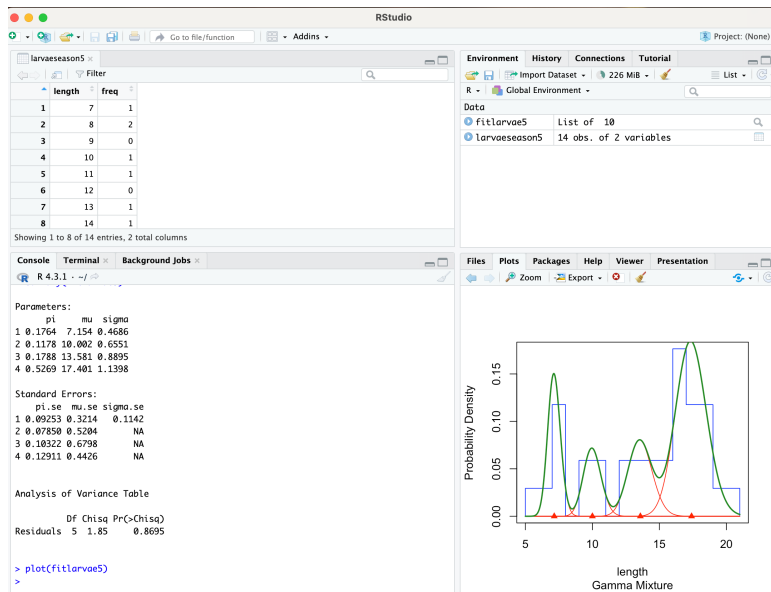 RStudio
Go to file/function
Addins
Project: (None)
larvaeseason5
Filter
length freq
1 7 1
2 8 2
3 9 0
4 10 1
5 11 1
6 12 0
7 13 1
8 14 1
Showing 1 to 8 of 14 entries, 2 total columns
Console Terminal Background Jobs
R 4.3.1 · ~/
Parameters:
pi mu sigma
1 0.1764 7.154 0.4686
2 0.1178 10.002 0.6551
3 0.1788 13.581 0.8895
4 0.5269 17.401 1.1398
Standard Errors:
pi.se mu.se sigma.se
1 0.09253 0.3214 0.1142
2 0.07850 0.5204 NA
3 0.10322 0.6798 NA
4 0.12911 0.4426 NA
Analysis of Variance Table
Df Chisq Pr(>Chisq)
Residuals 5 1.85 0.8695
> plot(fitlarvae5)
>
Environment History Connections Tutorial
Import Dataset 226 MiB List
R Global Environment
Data
fitlarvae5 List of 10
larvaeseason5 14 obs. of 2 variables
Files Plots Packages Help Viewer Presentation
Zoom Export
Probability Density
0.15
0.10
0.05
0.00
5 10 15 20
length
Gamma Mixture